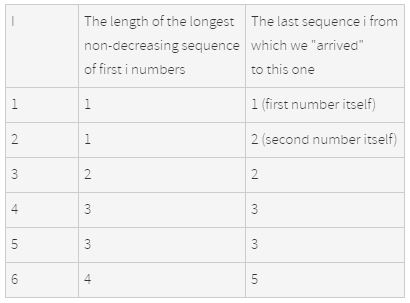 I
The length of the longest
non-decreasing sequence
of first i numbers
The last sequence i from
which we "arrived"
to this one
1
1
1 (first number itself)
2
1
2 (second number itself)
3
2
2
4
3
3
5
3
3
6
4
5